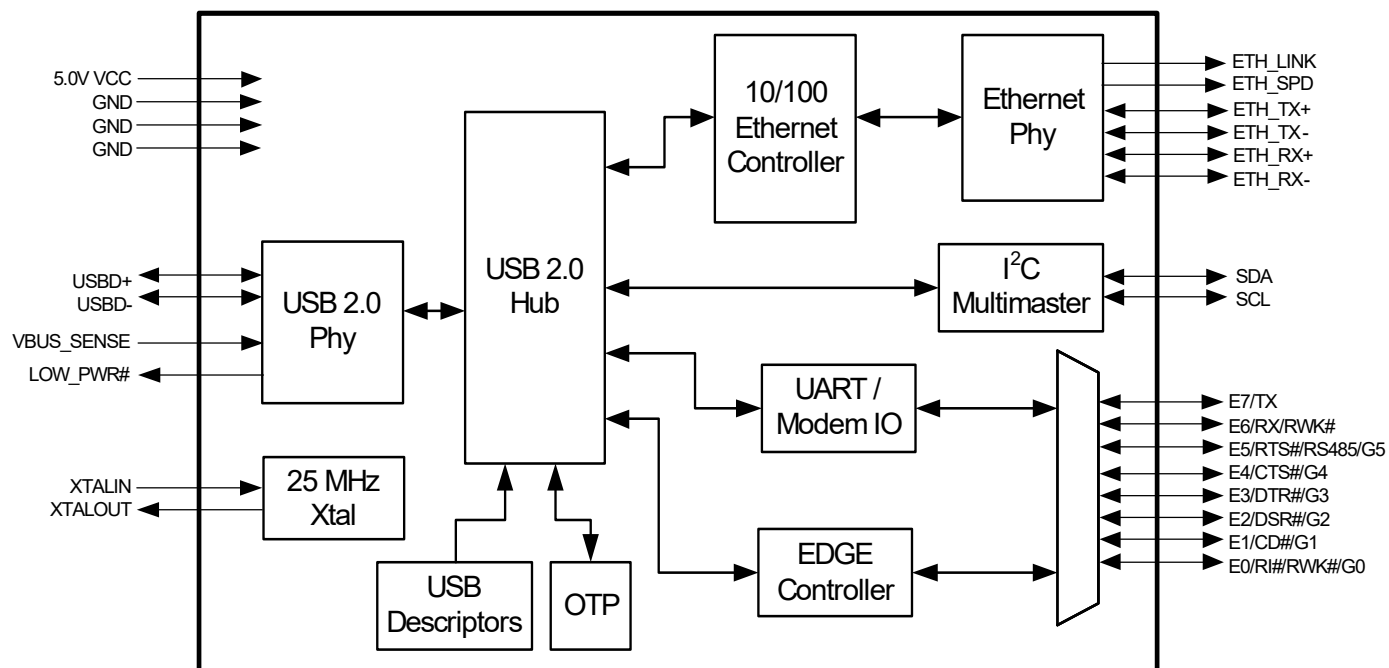 5.0V VCC
GND
GND
GND
10/100
Ethernet
Controller
Ethernet
Phy
ETH_LINK
ETH_SPD
ETH_TX+
ETH_TX-
ETH_RX+
ETH_RX-
USBD+
USBD-
VBUS_SENSE
LOW_PWR#
USB 2.0
Phy
USB 2.0
Hub
I²C
Multimaster
SDA
SCL
UART /
Modem IO
E7/TX
E6/RX/RWK#
E5/RTS#/RS485/G5
E4/CTS#/G4
E3/DTR#/G3
E2/DSR#/G2
E1/CD#/G1
E0/RI#/RWK#/G0
XTALIN
XTALOUT
25 MHz
Xtal
EDGE
Controller
USB
Descriptors
OTP